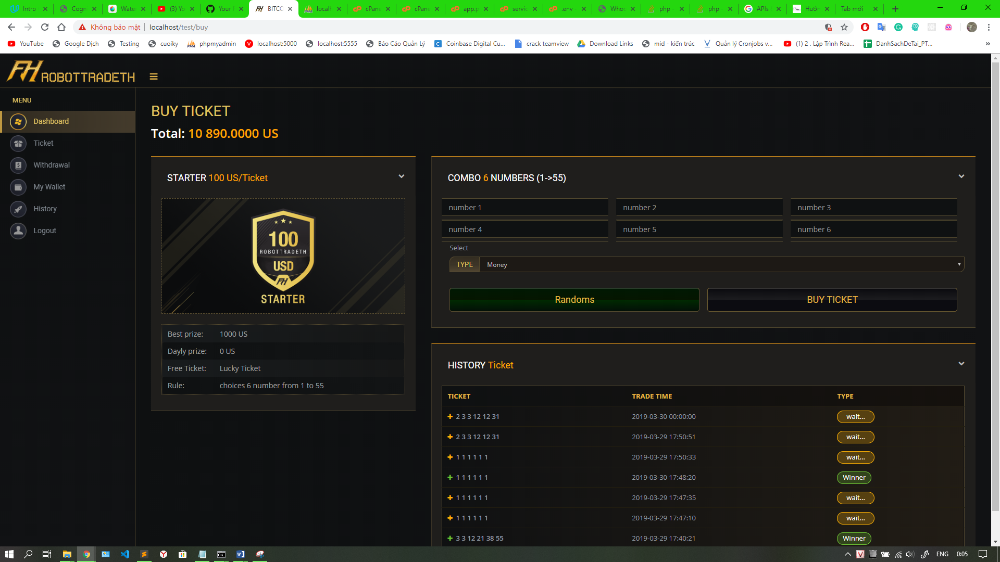 Intro
Cogn
Water
(3) Yo
Your
BITCO
localh
cPane
cPane
app.p
servic
.env -
Whoo
php -
php -
APIs
Hướn
Tab mới
Không bảo mật localhost/test/buy
YouTube Google Dịch Testing cuoiky phpmyadmin localhost:5000 localhost:5555 Báo Cáo Quản Lý Coinbase Digital Cu... crack teamview Download Links mid - kiến trúc Quản lý Cronjobs v... (1) 2 . Lập Trình Rea... DanhSachDeTai_PT...
FH ROBOTTRADETH
MENU
Dashboard
Ticket
Withdrawal
My Wallet
History
Logout
BUY TICKET
Total: 10 890.0000 US
STARTER 100 US/Ticket
100
ROBOTTRADETH
USD
FH
STARTER
Best prize: 1000 US
Dayly prize: 0 US
Free Ticket: Lucky Ticket
Rule: choices 6 number from 1 to 55
COMBO 6 NUMBERS (1->55)
number 1 number 2 number 3
number 4 number 5 number 6
Select
TYPE Money
Randoms BUY TICKET
HISTORY Ticket
TICKET TRADE TIME TYPE
2 3 3 12 12 31 2019-03-30 00:00:00 wait...
2 3 3 12 12 31 2019-03-29 17:50:51 wait...
1 1 1 1 1 1 2019-03-29 17:50:33 wait...
1 1 1 1 1 1 2019-03-30 17:48:20 Winner
1 1 1 1 1 1 2019-03-29 17:47:35 wait...
1 1 1 1 1 1 2019-03-29 17:47:10 wait...
3 3 12 21 38 55 2019-03-29 17:40:21 Winner
ENG 0:05